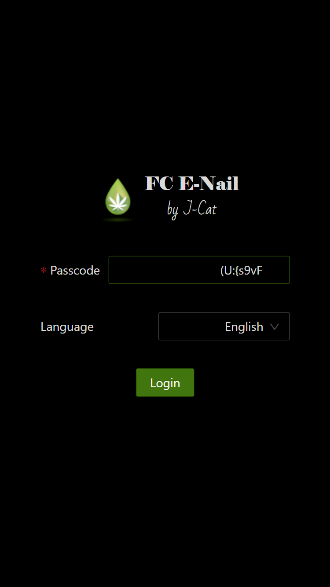 FC E-Nail
by J-Cat
* Passcode (U:{s9vF
Language English
Login